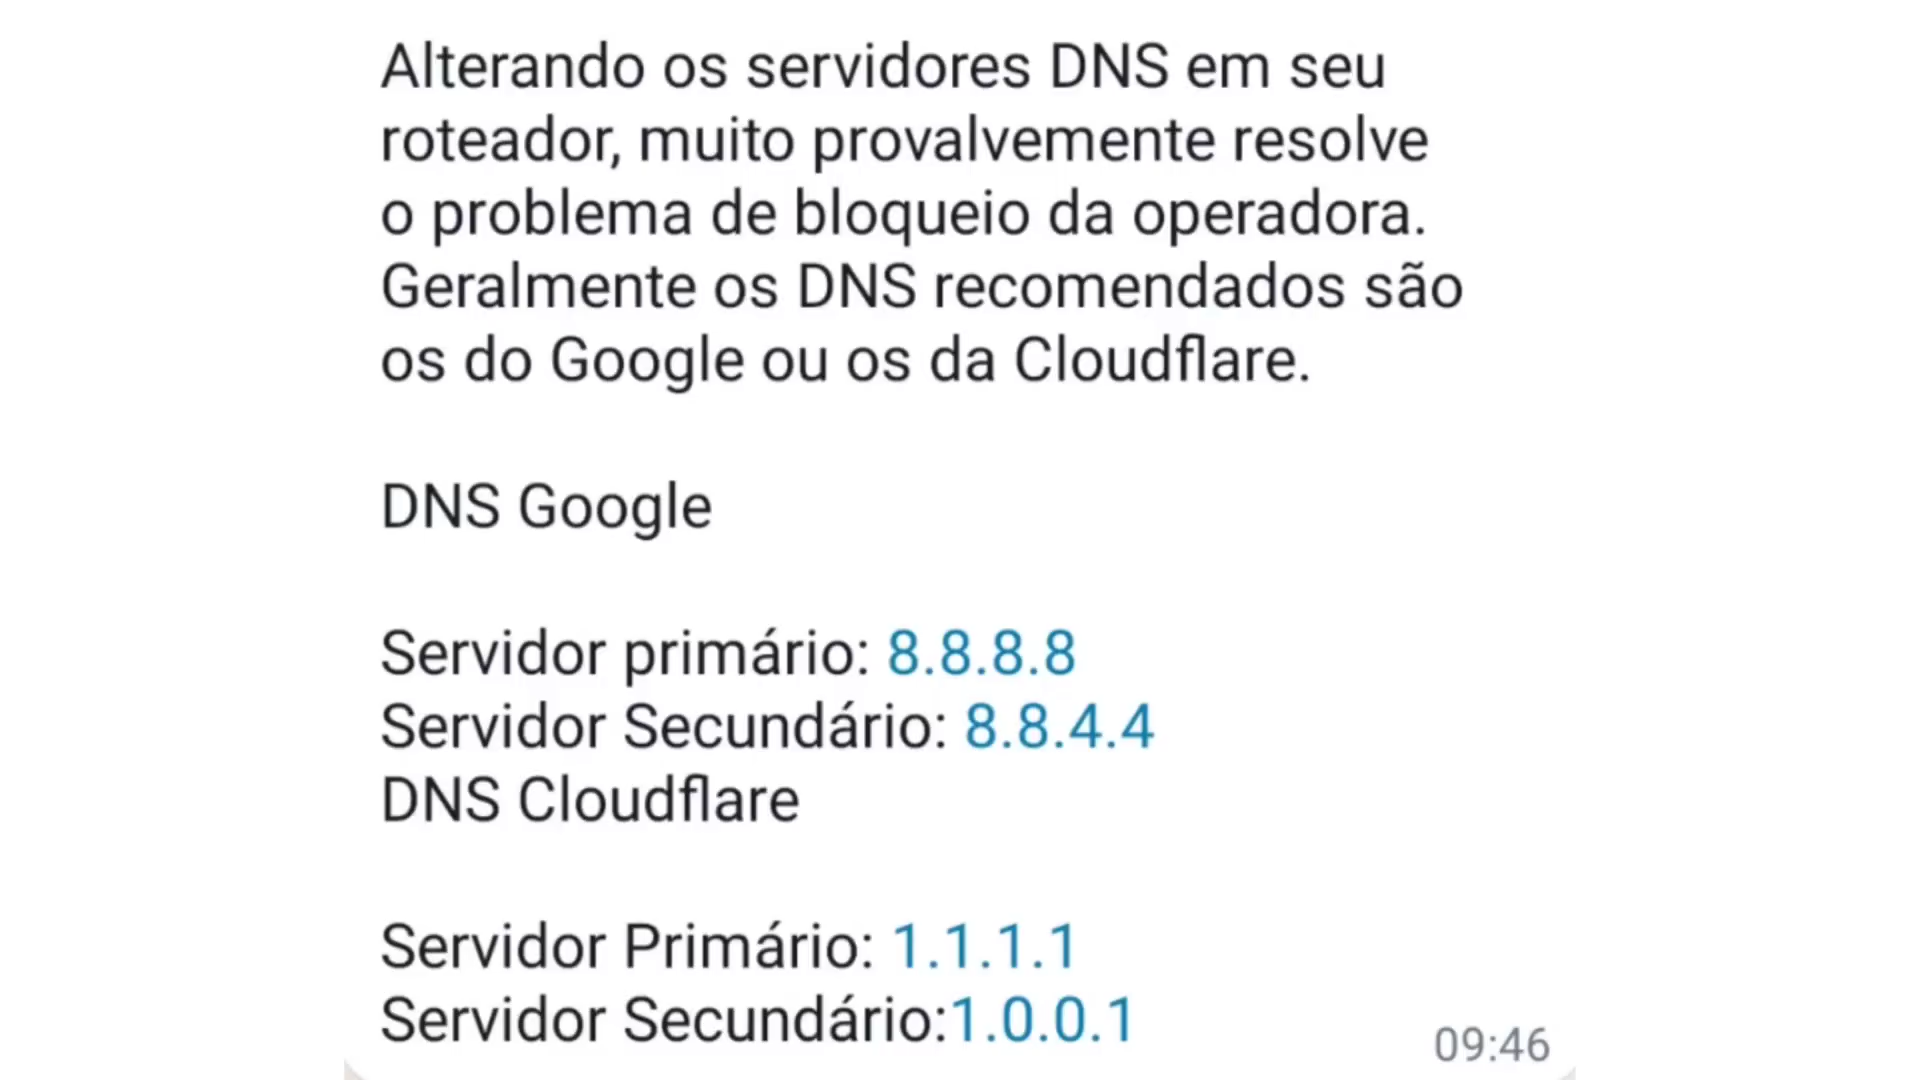 Alterando os servidores DNS em seu
roteador, muito provalvemente resolve
o problema de bloqueio da operadora.
Geralmente os DNS recomendados são
os do Google ou os da Cloudflare.
DNS Google
Servidor primário: 8.8.8.8
Servidor Secundário: 8.8.4.4
DNS Cloudflare
Servidor Primário: 1.1.1.1
Servidor Secundário:1.0.0.1
09:46